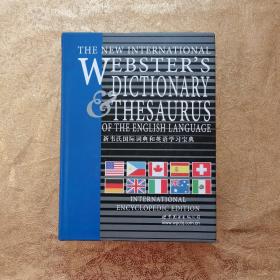 THE NEW INTERNATIONAL
WEBSTER'S
DICTIONARY
& THESAURUS
OF THE ENGLISH LANGUAGE
新韦氏国际词典和英语学习宝典
INTERNATIONAL
ENCYCLOPEDIC EDITION